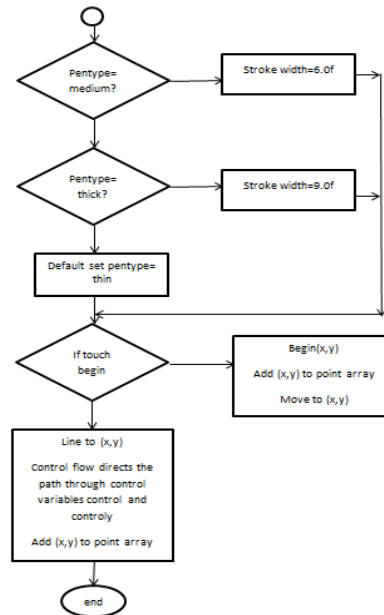 Pentype=
medium?
Stroke width=6.0f
Pentype=
thick?
Stroke width=9.0f
Default set pentype=
thin
If touch
begin
Begin(x,y)
Add (x,y) to point array
Move to (x,y)
Line to (x,y)
Control flow directs the
path through control
variables control and
controly
Add (x,y) to point array
end